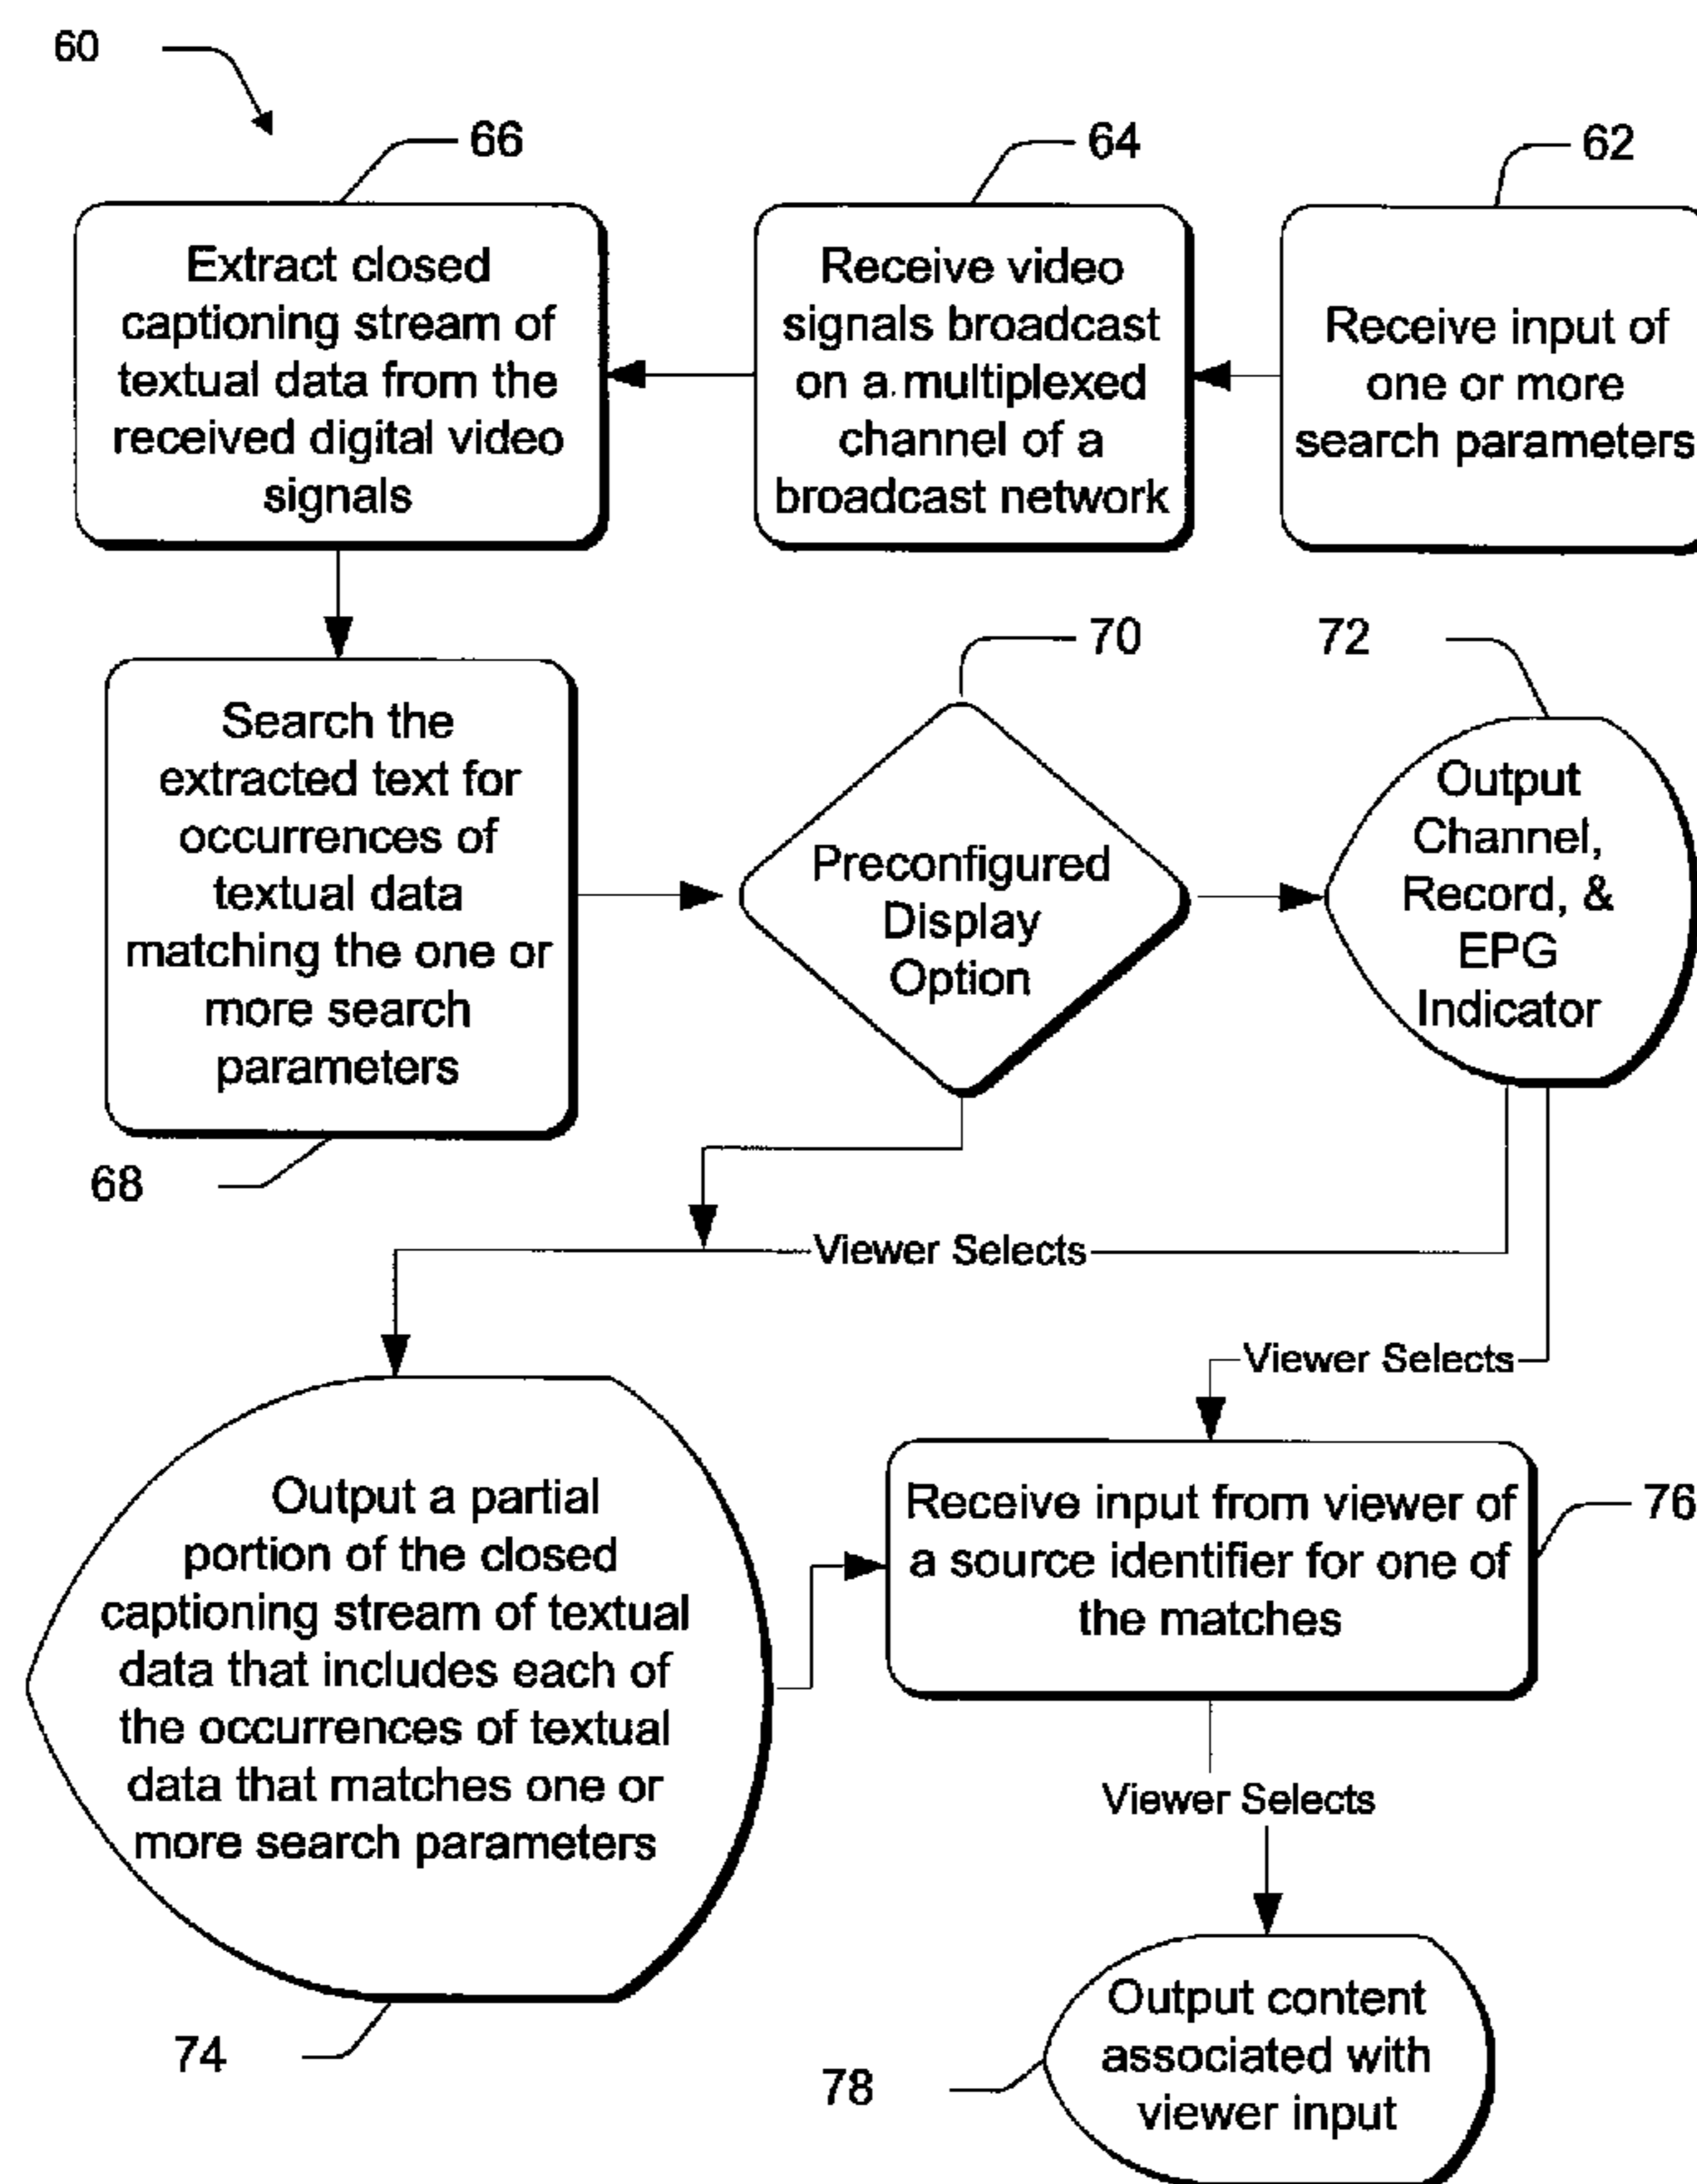 60
66
64
62
Extract closed
captioning stream of
textual data from the
received digital video
signals
Receive video
signals broadcast
on a multiplexed
channel of a
broadcast network
Receive input of
one or more
search parameters
70
72
Search the
extracted text for
occurrences of
textual data
matching the one or
more search
parameters
68
Preconfigured
Display
Option
Output
Channel,
Record, &
EPG
Indicator
Viewer Selects
Viewer Selects
Output a partial
portion of the closed
captioning stream of textual
data that includes each of
the occurrences of textual
data that matches one or
more search parameters
74
Receive input from viewer of
a source identifier for one of
the matches
76
Viewer Selects
Output content
associated with
viewer input
78